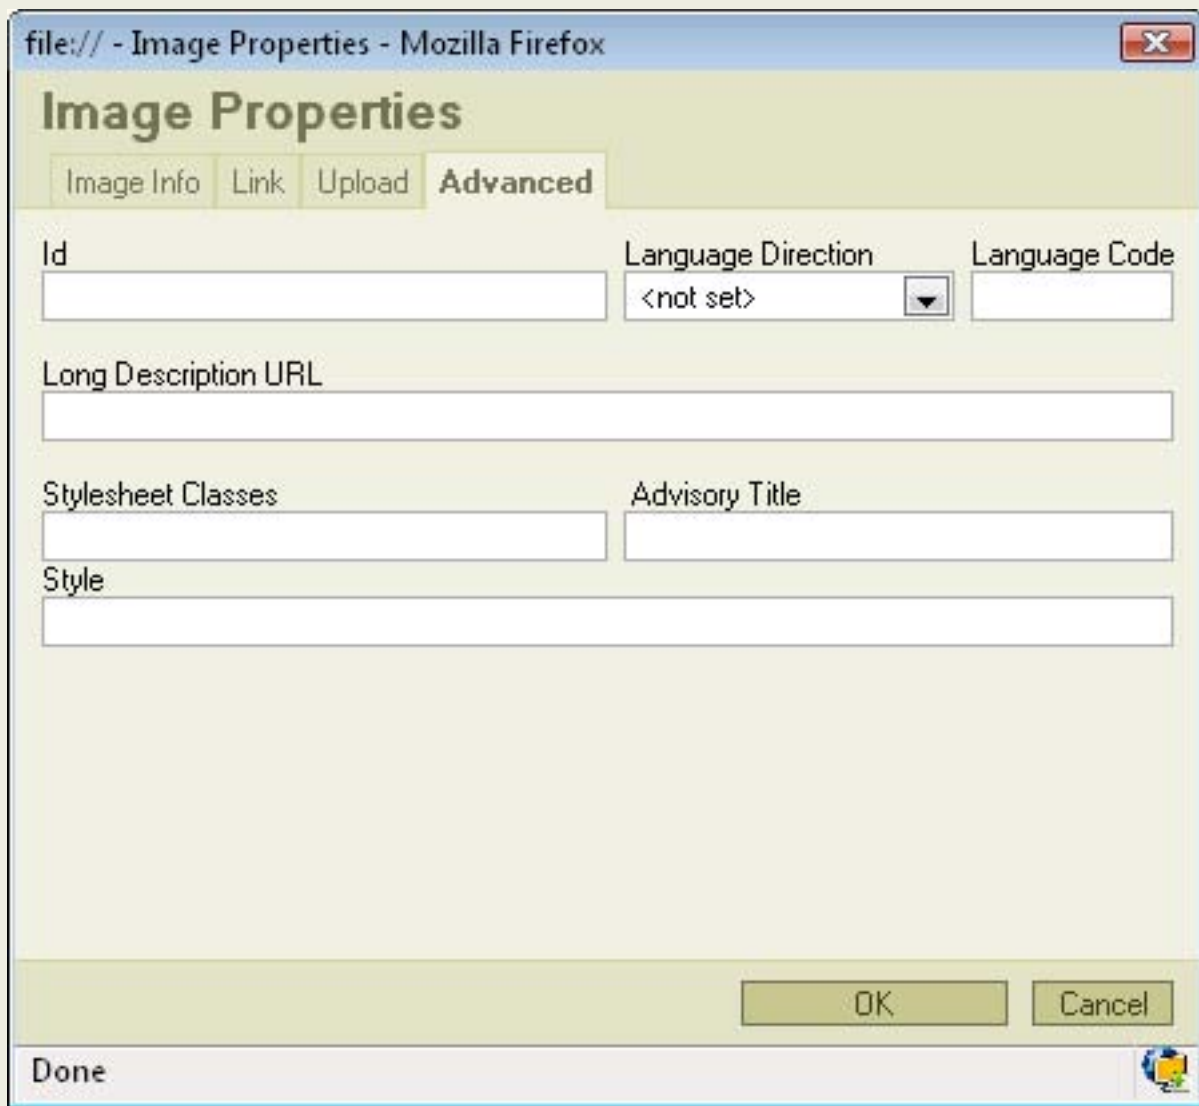 file:// - Image Properties - Mozilla Firefox
Image Properties
Image Info Link Upload Advanced
Id Language Direction Language Code
<not set>
Long Description URL
Stylesheet Classes Advisory Title
Style
OK Cancel
Done